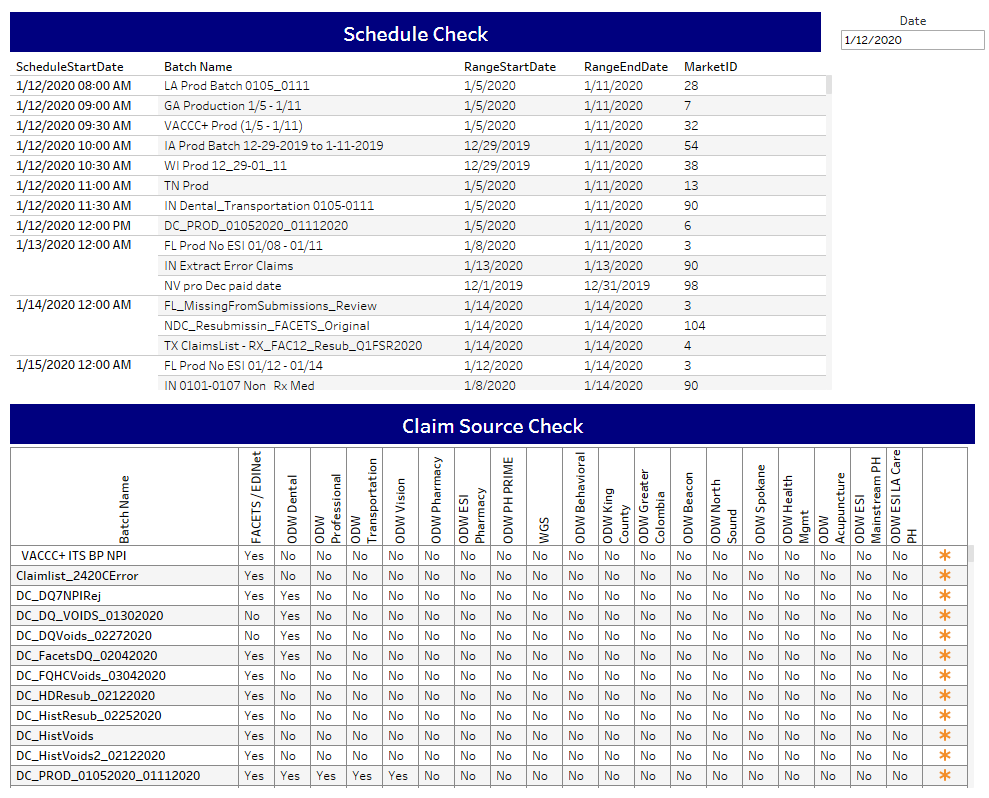 Schedule Check
Date
1/12/2020
ScheduleStartDate Batch Name RangeStartDate RangeEndDate MarketID
1/12/2020 08:00 AM LA Prod Batch 0105_0111 1/5/2020 1/11/2020 28
1/12/2020 09:00 AM GA Production 1/5 - 1/11 1/5/2020 1/11/2020 7
1/12/2020 09:30 AM VACCC+ Prod (1/5 - 1/11) 1/5/2020 1/11/2020 32
1/12/2020 10:00 AM IA Prod Batch 12-29-2019 to 1-11-2019 12/29/2019 1/11/2020 54
1/12/2020 10:30 AM WI Prod 12_29-01_11 12/29/2019 1/11/2020 38
1/12/2020 11:00 AM TN Prod 1/5/2020 1/11/2020 13
1/12/2020 11:30 AM IN Dental_Transportation 0105-0111 1/5/2020 1/11/2020 90
1/12/2020 12:00 PM DC_PROD_01052020_01112020 1/5/2020 1/11/2020 6
1/13/2020 12:00 AM FL Prod No ESI 01/08 - 01/11 1/8/2020 1/11/2020 3
IN Extract Error Claims 1/13/2020 1/13/2020 90
NV pro Dec paid date 12/1/2019 12/31/2019 98
1/14/2020 12:00 AM FL_MissingFromSubmissions_Review 1/14/2020 1/14/2020 3
NDC_Resubmissin_FACETS_Original 1/14/2020 1/14/2020 104
TX ClaimsList - RX_FAC12_Resub_Q1FSR2020 1/14/2020 1/14/2020 4
1/15/2020 12:00 AM FL Prod No ESI 01/12 - 01/14 1/12/2020 1/14/2020 3
IN 0101-0107 Non_Rx Med 1/8/2020 1/14/2020 90
Claim Source Check
Batch Name
FACETS / EDINet
ODW Dental
ODW Professional
ODW Transportation
ODW Vision
ODW Pharmacy
ODW ESI Pharmacy
ODW PH PRIME
WGS
ODW Behavioral
ODW King County
ODW Greater Colombia
ODW Beacon
ODW North Sound
ODW Spokane
ODW Health Mgmt
ODW Acupuncture
ODW ESI Mainstream PH
ODW ESI LA Care PH
VACCC+ ITS BP NPI Yes No No No No No No No No No No No No No No No No No No
Claimlist_2420CError Yes No No No No No No No No No No No No No No No No No No
DC_DQ7NPIRej Yes Yes No No No No No No No No No No No No No No No No No
DC_DQ_VOIDS_01302020 No Yes No No No No No No No No No No No No No No No No No
DC_DQVoids_02272020 No Yes No No No No No No No No No No No No No No No No No
DC_FacetsDQ_02042020 Yes Yes No No No No No No No No No No No No No No No No No
DC_FQHCVoids_03042020 Yes No No No No No No No No No No No No No No No No No No
DC_HDResub_02122020 Yes No No No No No No No No No No No No No No No No No No
DC_HistResub_02252020 Yes No No No No No No No No No No No No No No No No No No
DC_HistVoids Yes No No No No No No No No No No No No No No No No No No
DC_HistVoids2_02122020 Yes No No No No No No No No No No No No No No No No No No
DC_PROD_01052020_01112020 Yes Yes Yes Yes Yes No No No No No No No No No No No No No No